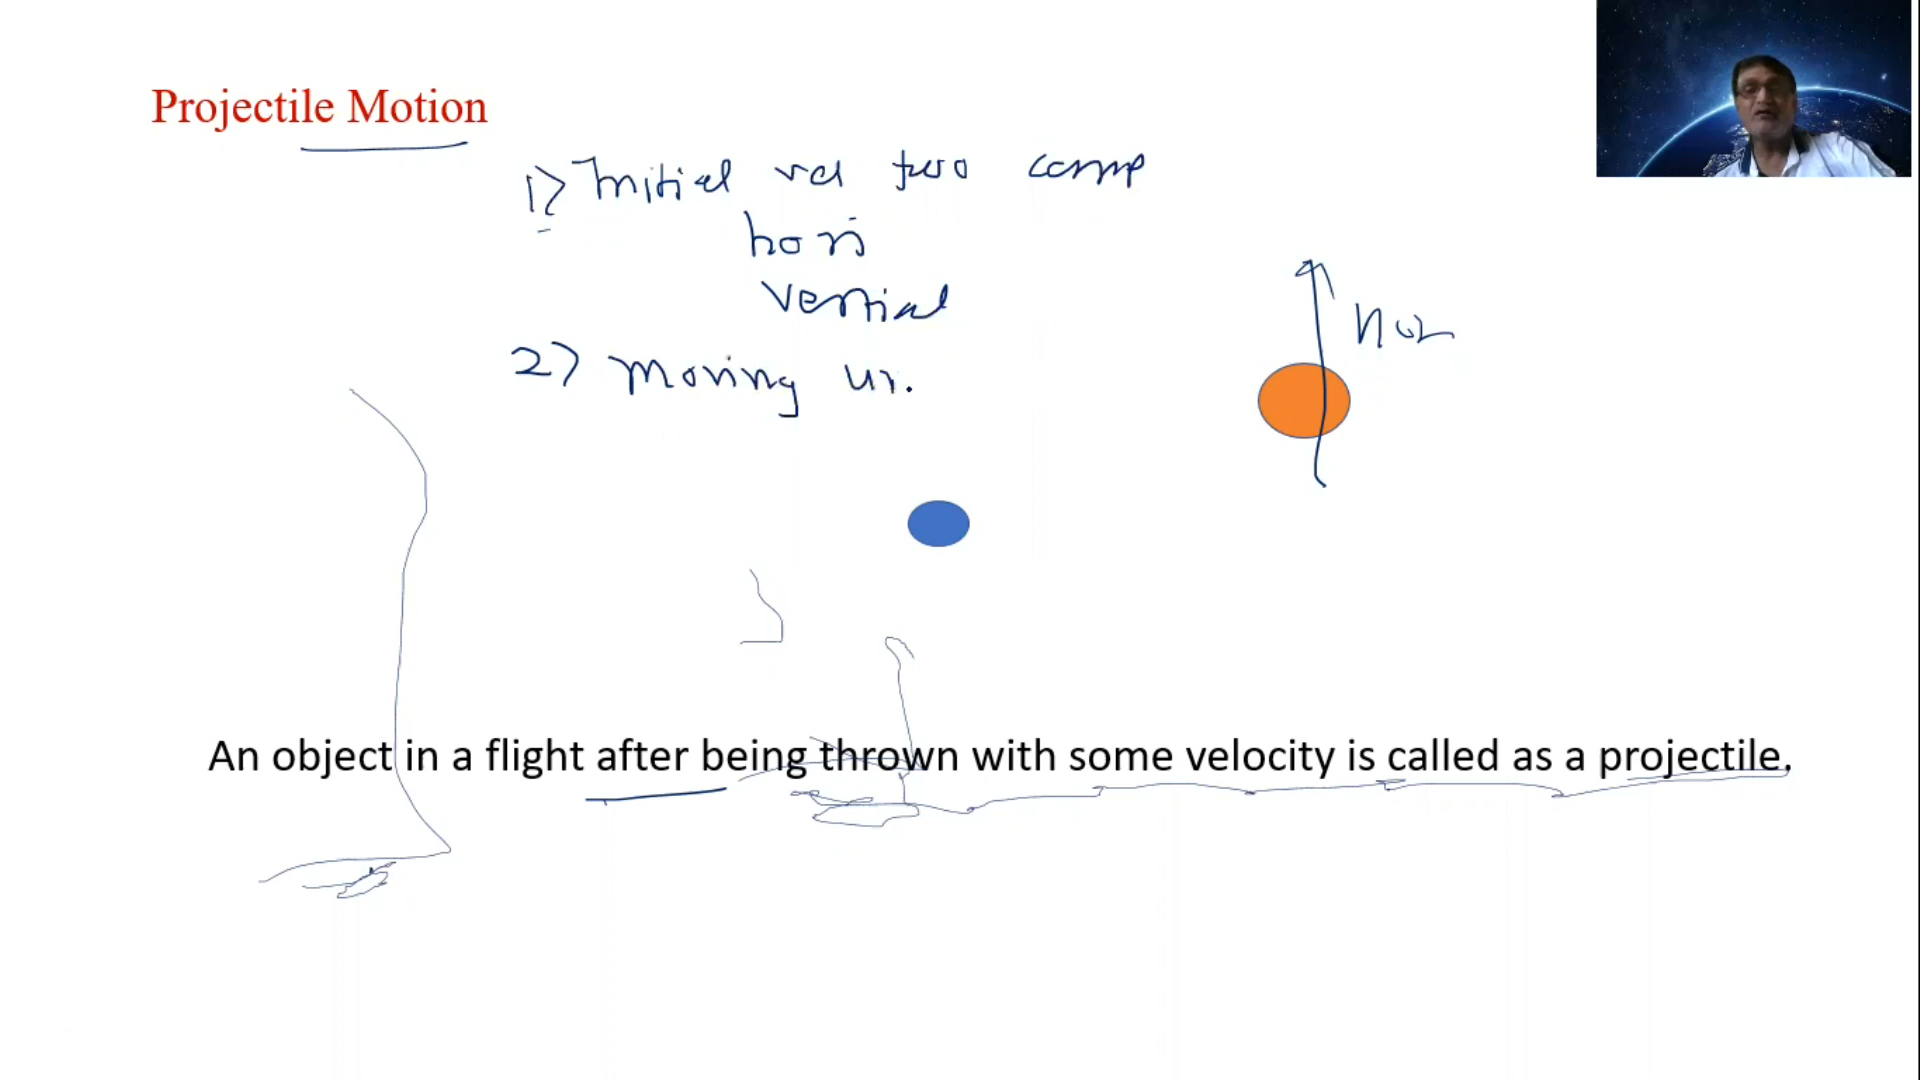 Projectile Motion
1) Initial vel two comp
hori
vertical
2) moving un.
An object in a flight after being thrown with some velocity is called as a projectile.